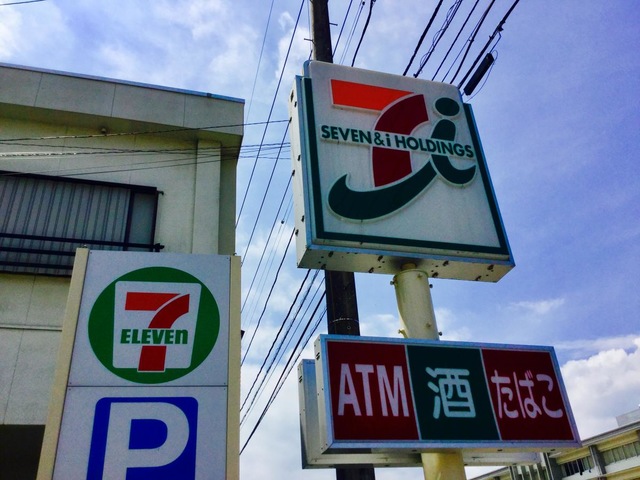 SEVEN&i HOLDINGS
7
ELEVEN
P
ATM 酒 たばこ